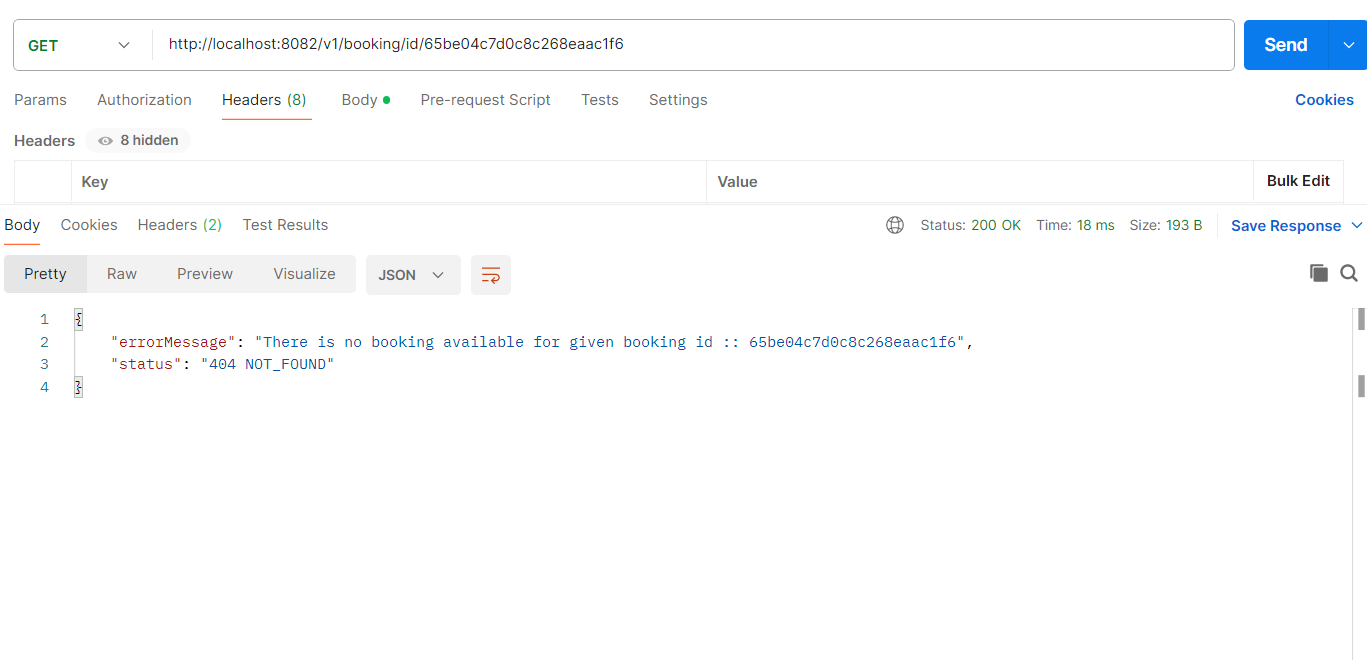 GET http://localhost:8082/v1/booking/id/65be04c7d0c8c268eaac1f6 Send
Params Authorization Headers (8) Body Pre-request Script Tests Settings Cookies
Headers 8 hidden
Key Value Bulk Edit
Body Cookies Headers (2) Test Results Status: 200 OK Time: 18 ms Size: 193 B Save Response
Pretty Raw Preview Visualize JSON
1 {
2 "errorMessage": "There is no booking available for given booking id :: 65be04c7d0c8c268eaac1f6",
3 "status": "404 NOT_FOUND"
4 }